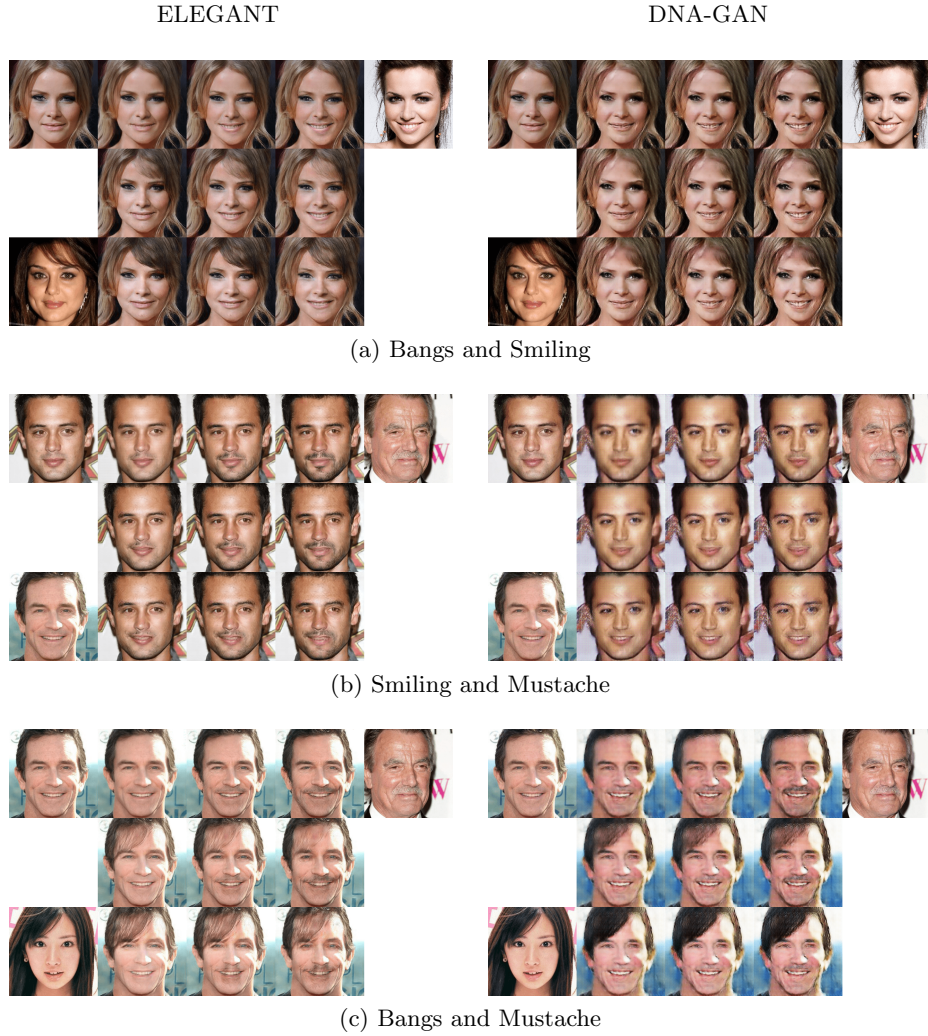 ELEGANT
DNA-GAN
(a) Bangs and Smiling
W
W
(b) Smiling and Mustache
W
W
(c) Bangs and Mustache